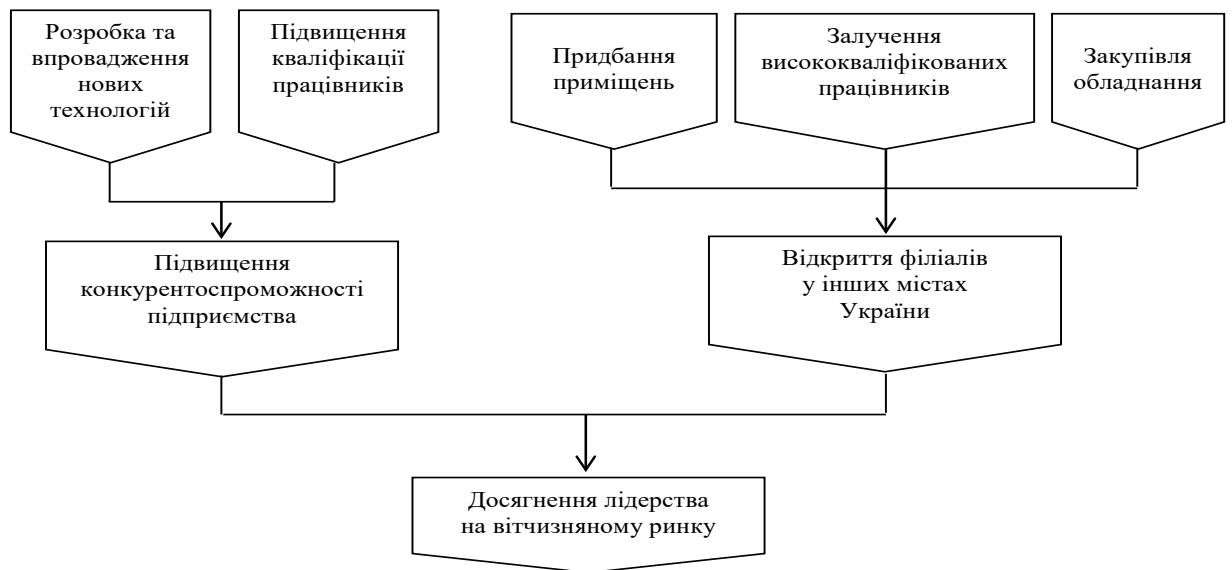 Розробка та
впровадження
нових
технологій
Підвищення
кваліфікації
працівників
Придбання
приміщень
Залучення
висококваліфікованих
працівників
Закупівля
обладнання
Підвищення
конкурентоспроможності
підприємства
Відкриття філіалів
у інших містах
України
Досягнення лідерства
на вітчизняному ринку